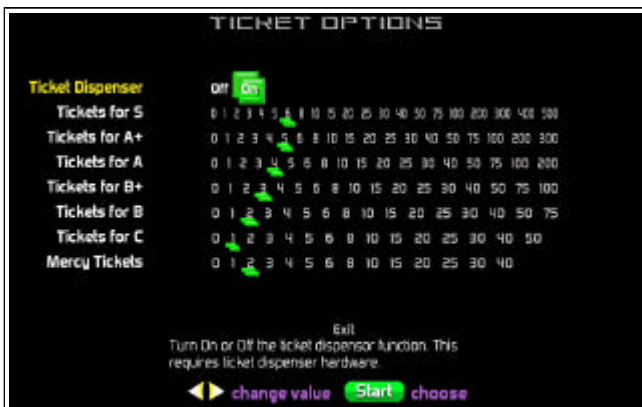 TICKET OPTIONS
Ticket Dispenser Off On
Tickets for S 0 1 2 3 4 5 6 8 10 15 20 25 30 40 50 75 100 200 300 400 500
Tickets for A+ 0 1 2 3 4 5 6 8 10 15 20 25 30 40 50 75 100 200 300
Tickets for A 0 1 2 3 4 5 6 8 10 15 20 25 30 40 50 75 100 200
Tickets for B+ 0 1 2 3 4 5 6 8 10 15 20 25 30 40 50 75 100
Tickets for B 0 1 2 3 4 5 6 8 10 15 20 25 30 40 50 75
Tickets for C 0 1 2 3 4 5 6 8 10 15 20 25 30 40 50
Mercy Tickets 0 1 2 3 4 5 6 8 10 15 20 25 30 40
Exit
Turn On or Off the ticket dispensor function. This
requires ticket dispenser hardware.
change value Start choose